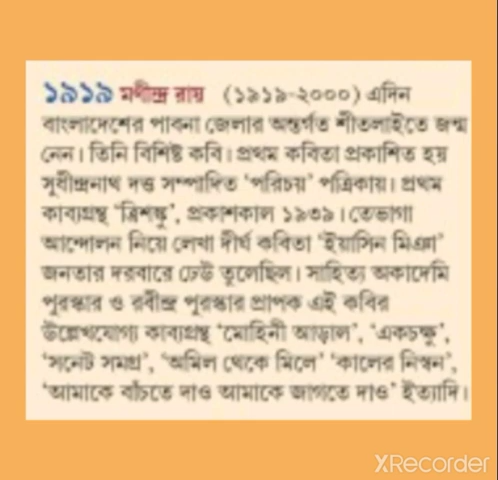 ১৯১৯ মণীন্দ্র রায় (১৯১৯-২০০০) এদিন
বাংলাদেশের পাবনা জেলার অন্তর্গত শীতলাইতে জন্ম
নেন। তিনি বিশিষ্ট কবি। প্রথম কবিতা প্রকাশিত হয়
সুধীন্দ্রনাথ দত্ত সম্পাদিত ‘পরিচয়’ পত্রিকায়। প্রথম
কাব্যগ্রন্থ ‘ত্রিশঙ্কু’, প্রকাশকাল ১৯৩৯। তেভাগা
আন্দোলন নিয়ে লেখা দীর্ঘ কবিতা ‘ইয়াসিন মিঞা’
জনতার দরবারে ঢেউ তুলেছিল। সাহিত্য অকাদেমি
পুরস্কার ও রবীন্দ্র পুরস্কার প্রাপক এই কবির
উল্লেখযোগ্য কাব্যগ্রন্থ ‘মোহিনী আড়াল’, ‘একচক্ষু’,
‘সনেট সমগ্র’, ‘অমিল থেকে মিলে’ ‘কালের নিস্বন’,
‘আমাকে বাঁচতে দাও আমাকে জাগতে দাও’ ইত্যাদি।
XRecorder